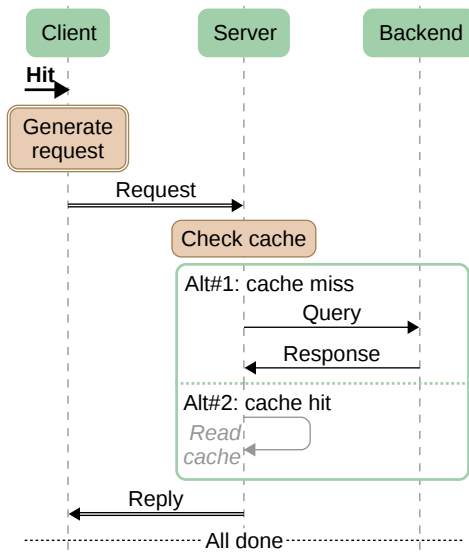 Client
Server
Backend
Hit
Generate
request
Request
Check cache
Alt#1: cache miss
Query
Response
Alt#2: cache hit
Read
cache
Reply
All done